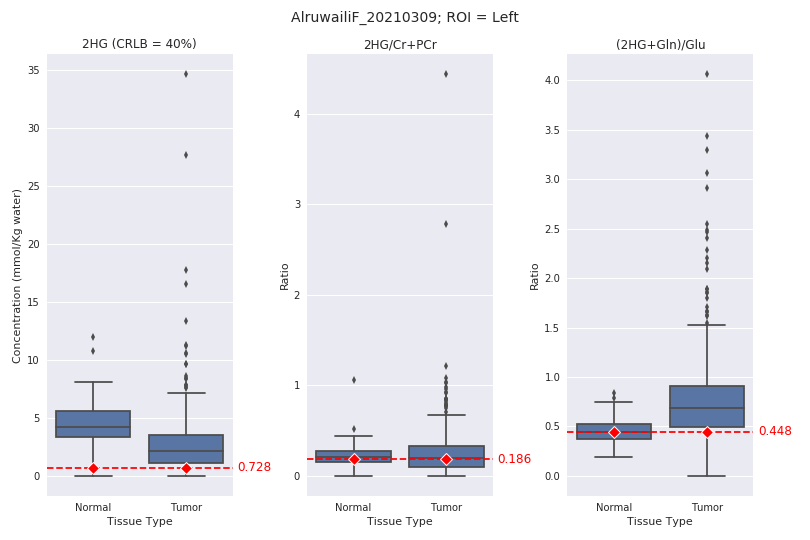 AlruwailiF_20210309; ROI = Left
2HG (CRLB = 40%)
35
30
25
20
15
10
5
0
Concentration (mmol/Kg water)
0.728
Normal Tumor
Tissue Type
2HG/Cr+PCr
4
3
2
1
0
Ratio
0.186
Normal Tumor
Tissue Type
(2HG+Gln)/Glu
4.0
3.5
3.0
2.5
2.0
1.5
1.0
0.5
0.0
Ratio
0.448
Normal Tumor
Tissue Type